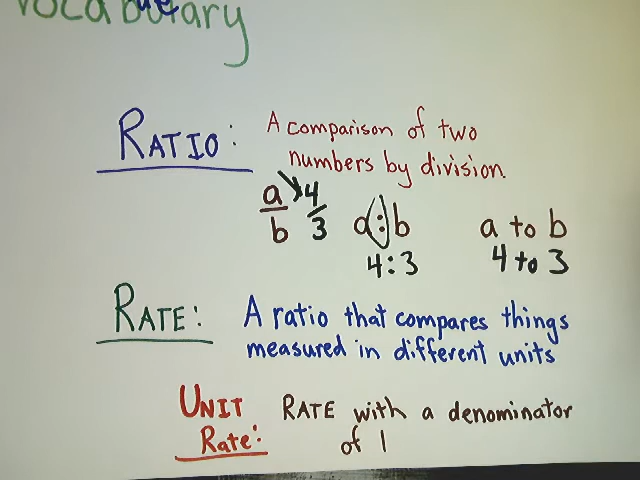 Vocabulary
RATIO: A comparison of two
numbers by division.
a/b 4/3 a:b a to b
4:3 4 to 3
RATE: A ratio that compares things
measured in different units
UNIT RATE with a denominator
Rate: of 1